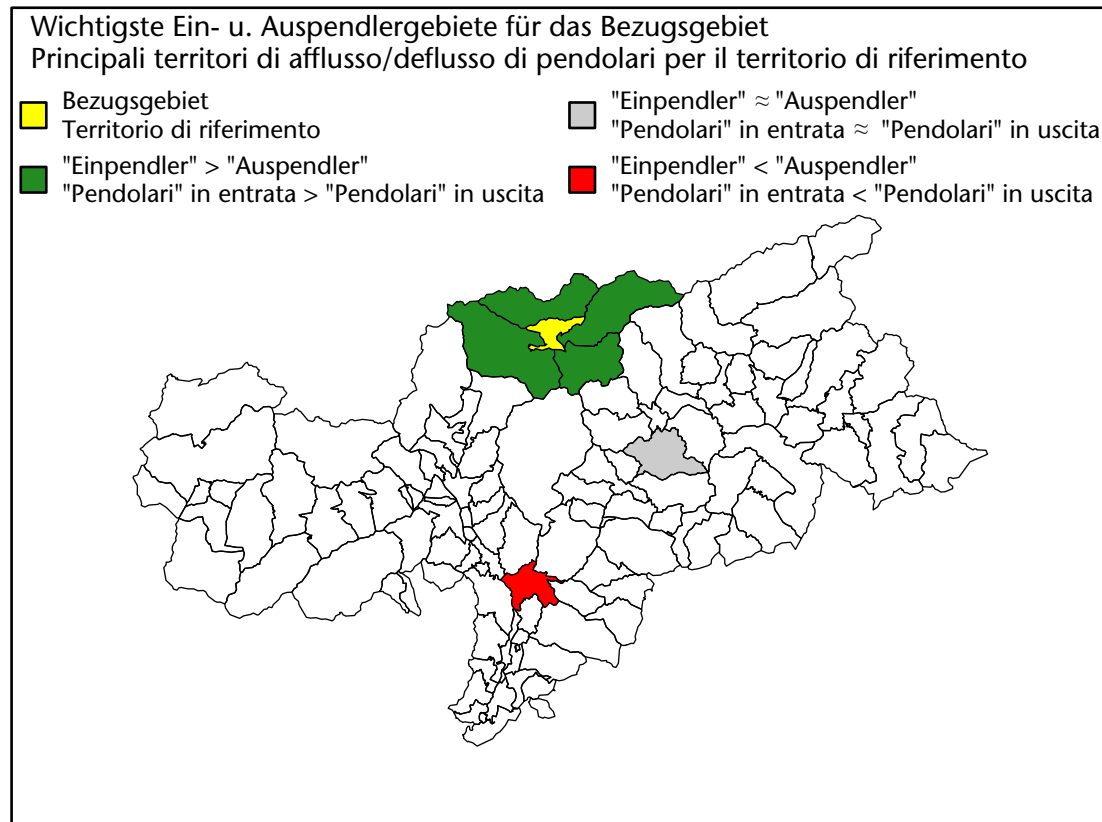 Wichtigste Ein- u. Auspendlergebiete für das Bezugsgebiet
Principali territori di afflusso/deflusso di pendolari per il territorio di riferimento
Bezugsgebiet
Territorio di riferimento
"Einpendler" > "Auspendler"
"Pendolari" in entrata > "Pendolari" in uscita
"Einpendler" ≈ "Auspendler"
"Pendolari" in entrata ≈ "Pendolari" in uscita
"Einpendler" < "Auspendler"
"Pendolari" in entrata < "Pendolari" in uscita